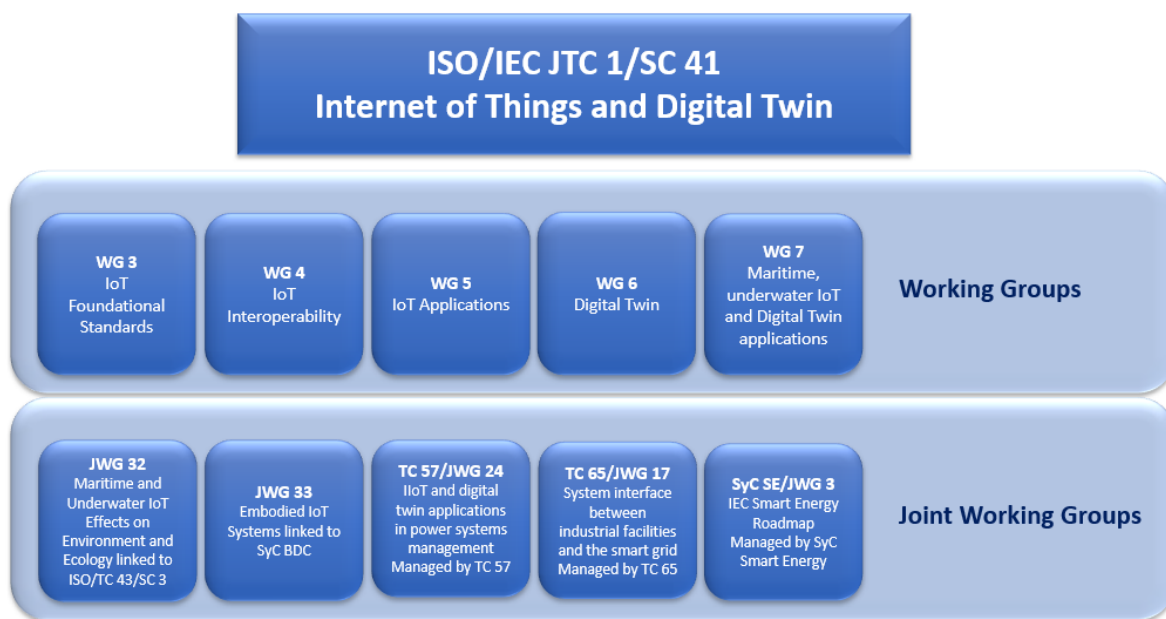 ISO/IEC JTC 1/SC 41
Internet of Things and Digital Twin
WG 3
IoT
Foundational
Standards
WG 4
IoT
Interoperability
WG 5
IoT Applications
WG 6
Digital Twin
WG 7
Maritime,
underwater IoT
and Digital Twin
applications
Working Groups
JWG 32
Maritime and
Underwater IoT
Effects on
Environment and
Ecology linked to
ISO/TC 43/SC 3
JWG 33
Embodied IoT
Systems linked to
SyC BDC
TC 57/JWG 24
IIoT and digital
twin applications
in power systems
management
Managed by TC 57
TC 65/JWG 17
System interface
between
industrial facilities
and the smart grid
Managed by TC 65
SyC SE/JWG 3
IEC Smart Energy
Roadmap
Managed by SyC
Smart Energy
Joint Working Groups